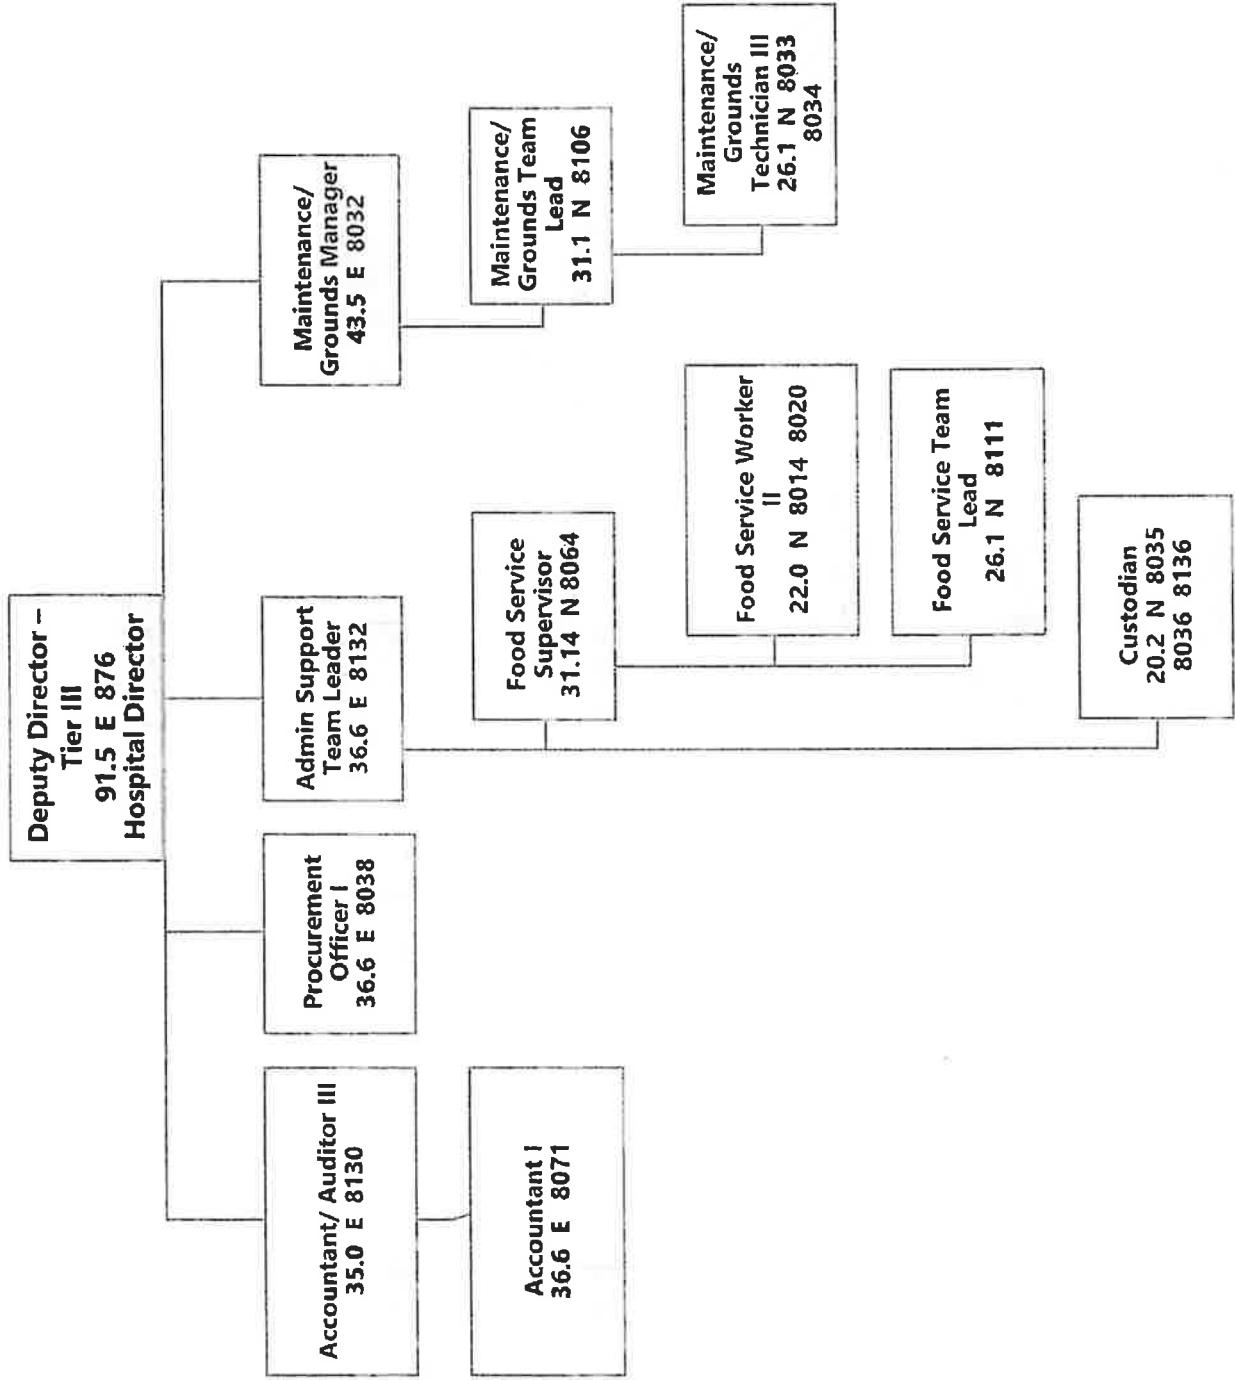 Deputy Director –
Tier III
91.5 E 876
Hospital Director
Accountant/ Auditor III
35.0 E 8130
Procurement
Officer I
36.6 E 8038
Admin Support
Team Leader
36.6 E 8132
Maintenance/
Grounds Manager
43.5 E 8032
Accountant I
36.6 E 8071
Food Service
Supervisor
31.14 N 8064
Maintenance/
Grounds Team
Lead
31.1 N 8106
Food Service Worker
II
22.0 N 8014 8020
Maintenance/
Grounds
Technician III
26.1 N 8033
8034
Food Service Team
Lead
26.1 N 8111
Custodian
20.2 N 8035
8036 8136